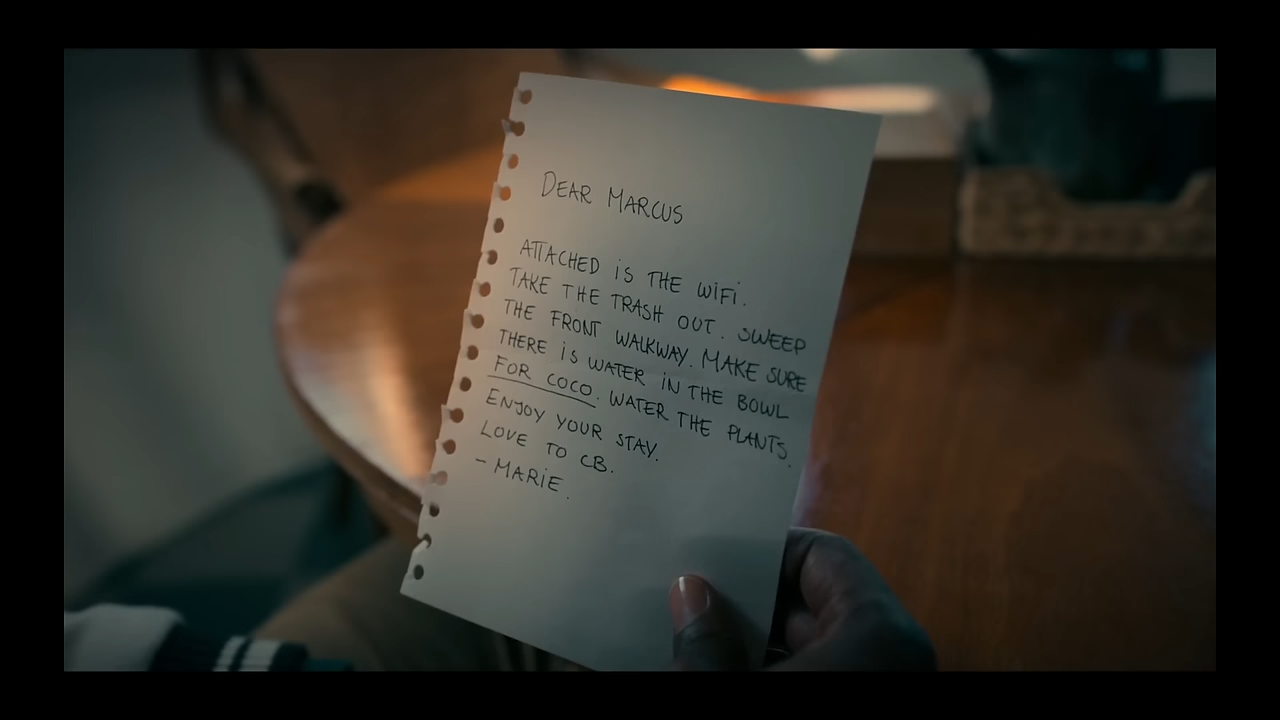 DEAR MARCUS
ATTACHED iS THE WiFi.
TAKE THE TRASH OUT. SWEEP
THE FRONT WALKWAY. MAKE SURE
THERE iS WATER iN THE BOWL
FOR COCO. WATER THE PLANTS.
ENJOY YOUR STAY.
LOVE TO CB.
- MARiE.